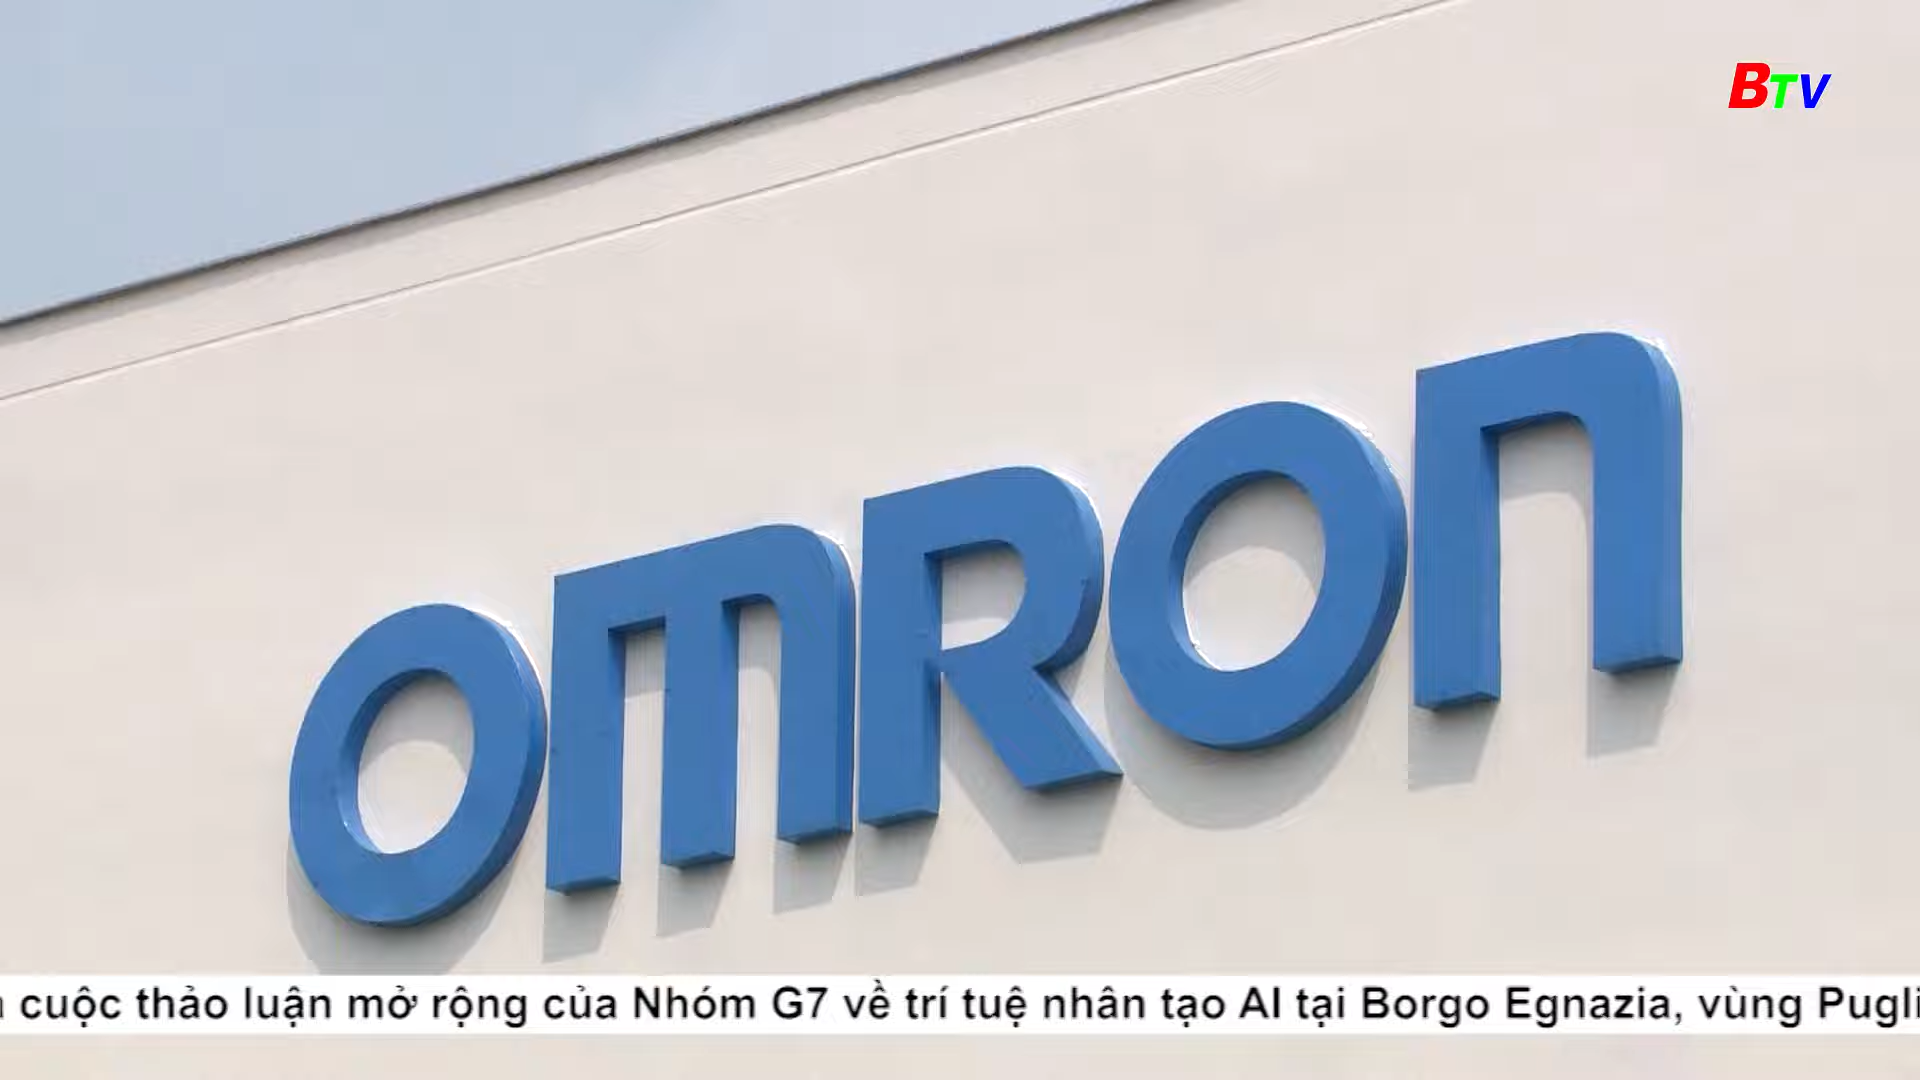 BTV
omron
cuộc thảo luận mở rộng của Nhóm G7 về trí tuệ nhân tạo AI tại Borgo Egnazia, vùng